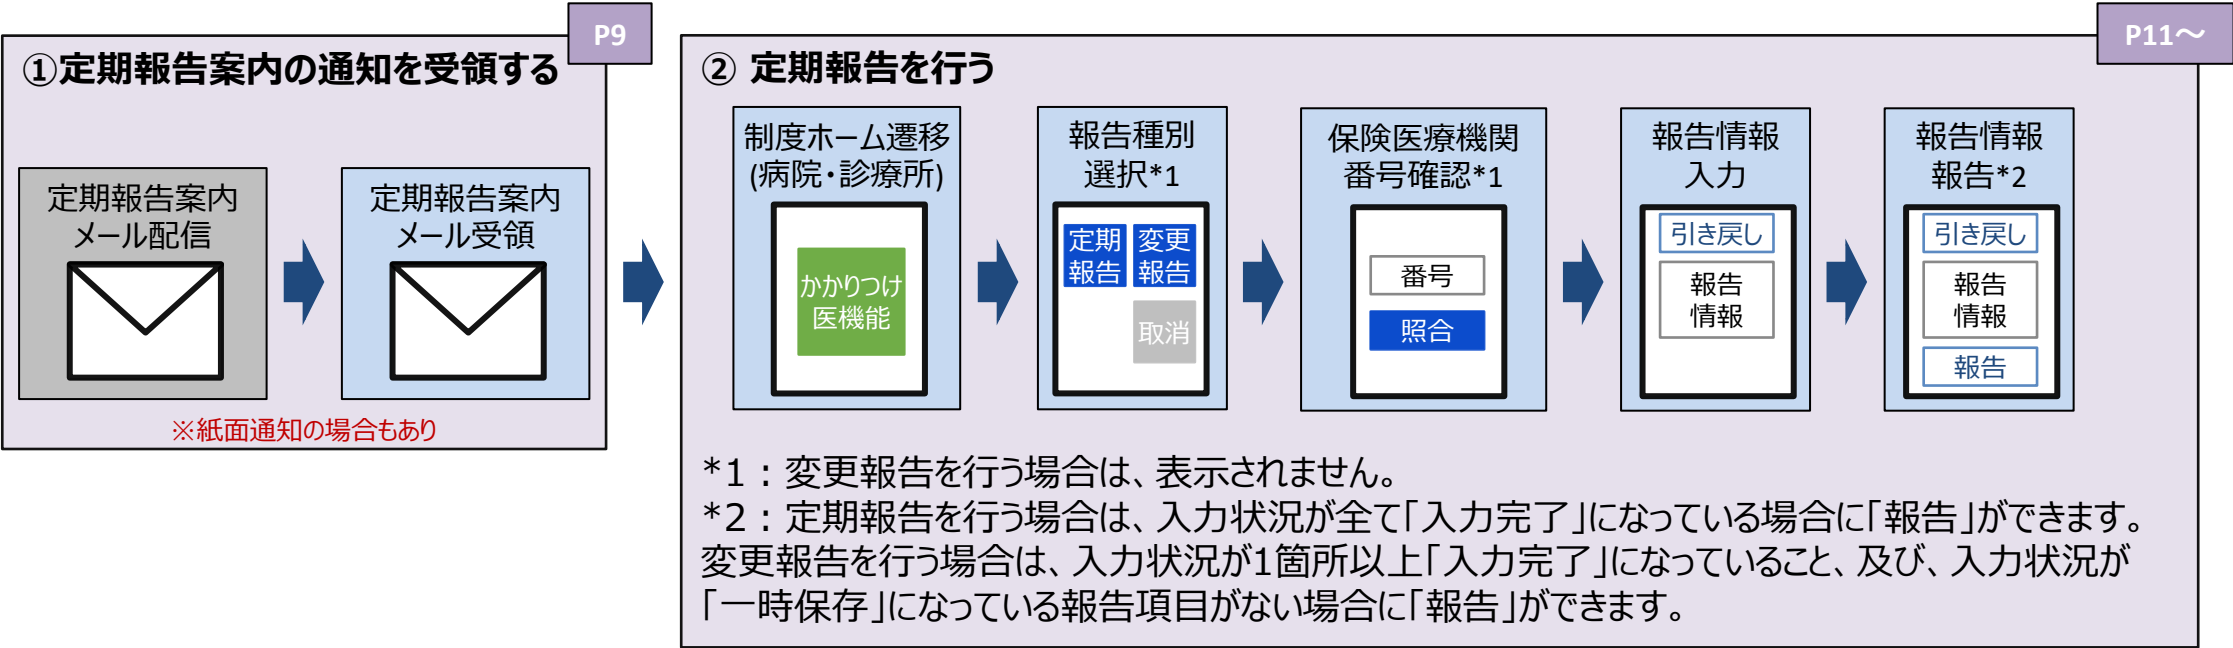 P9
①定期報告案内の通知を受領する
定期報告案内
メール配信
定期報告案内
メール受領
※紙面通知の場合もあり
P11～
② 定期報告を行う
制度ホーム遷移
(病院・診療所)
かかりつけ
医機能
報告種別
選択*1
定期
報告
変更
報告
取消
保険医療機関
番号確認*1
番号
照合
報告情報
入力
引き戻し
報告
情報
報告情報
報告*2
引き戻し
報告
情報
報告
*1：変更報告を行う場合は、表示されません。
*2：定期報告を行う場合は、入力状況が全て「入力完了」になっている場合に「報告」ができます。
変更報告を行う場合は、入力状況が1箇所以上「入力完了」になっていること、及び、入力状況が
「一時保存」になっている報告項目がない場合に「報告」ができます。